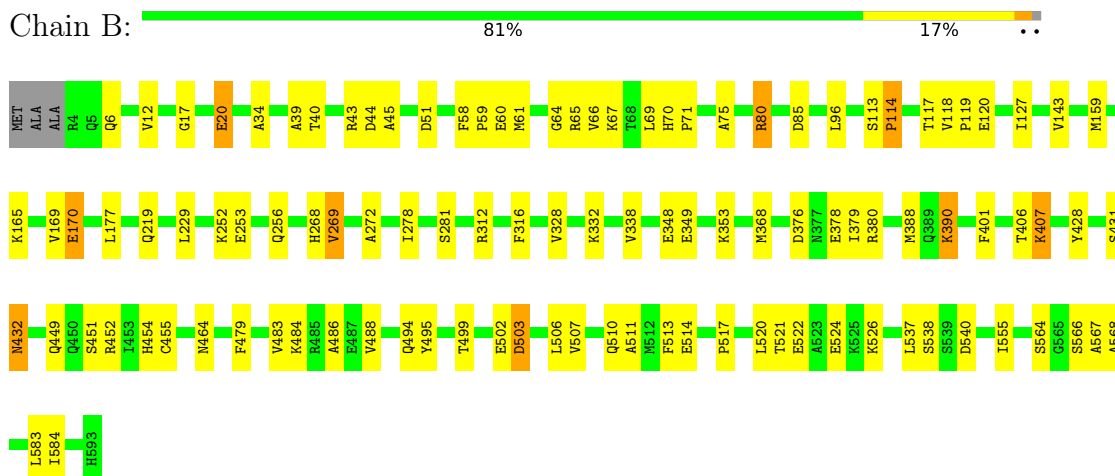 Chain B:
81% 17% • •
MET ALA ALA R4 Q5 Q6 V12 G17 E20 A34 A39 T40 R43 D44 A45 D51 F58 P59 E60 M61 G64 R65 V66 K67 T68 L69 H70 P71 A75 R80 D85 L96 S113 P114 T117 V118 P119 E120 I127 V143 M159
K165 V169 E170 L177 Q219 L229 K252 E253 Q256 H268 V269 A272 I278 S281 R312 F316 V328 K332 V338 E348 E349 K353 M368 D376 N377 E378 I379 R380 M388 Q389 K390 F401 T406 K407 Y428 S431
N432 Q449 Q450 S451 R452 I453 H454 C455 N464 F479 V483 K484 R485 A486 E487 V488 Q494 Y495 T499 E502 D503 L506 V507 Q510 A511 M512 F513 E514 P517 L520 T521 E522 A523 E524 K525 K526 L537 S538 S539 D540 I555 S564 G565 S566 A567 A568
L583 I584 H593